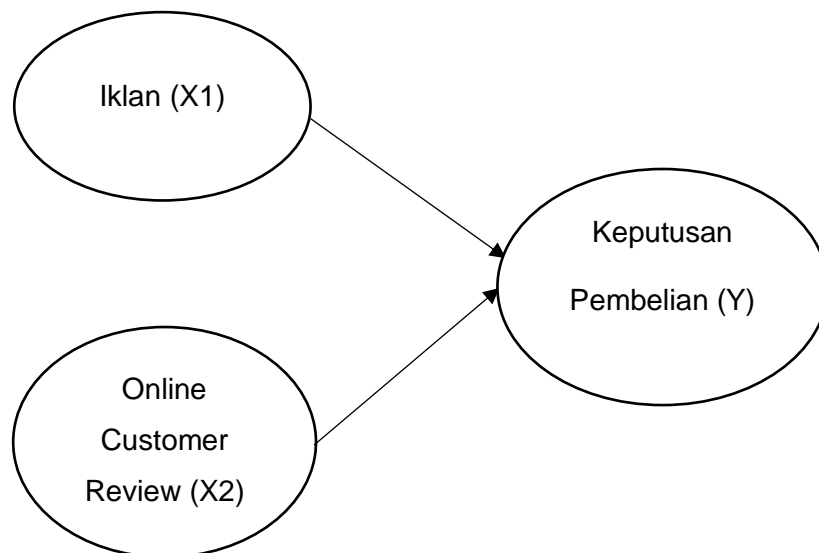 Iklan (X1)
Keputusan
Pembelian (Y)
Online
Customer
Review (X2)